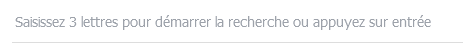 Saisissez 3 lettres pour démarrer la recherche ou appuyez sur entrée